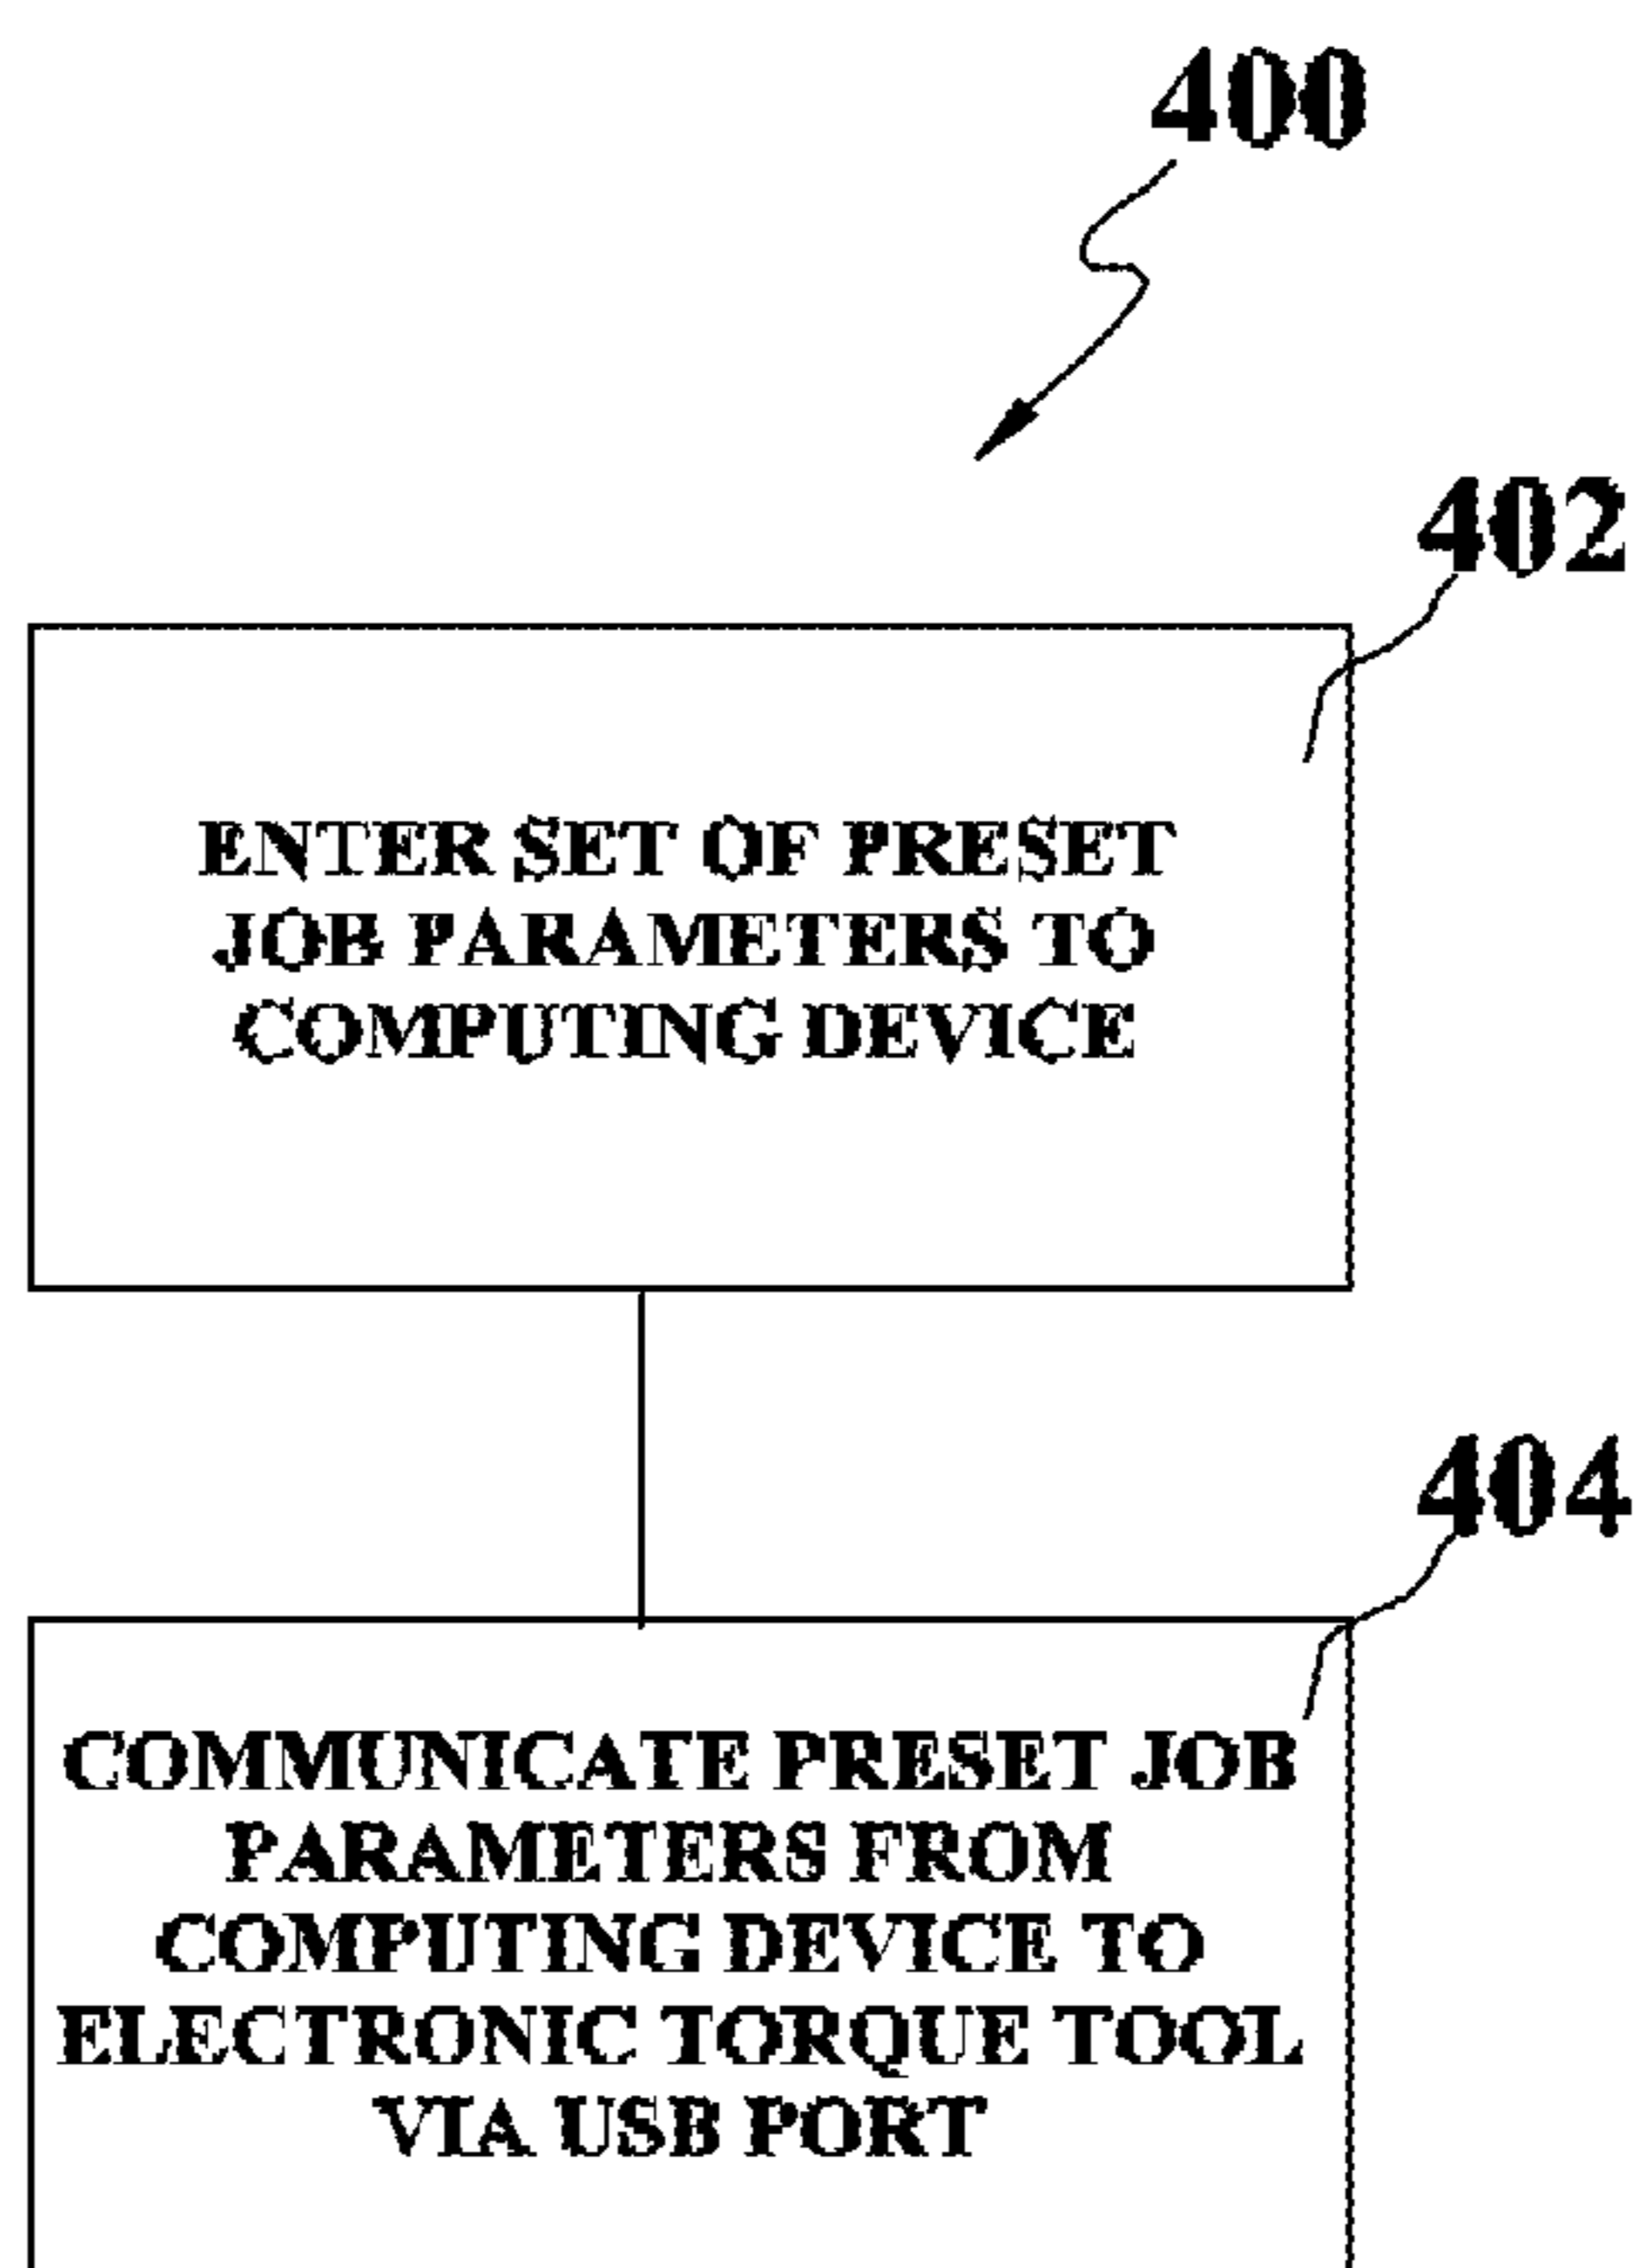 400
402
ENTER SET OF PRESET
JOB PARAMETERS TO
COMPUTING DEVICE
404
COMMUNICATE PRESET JOB
PARAMETERS FROM
COMPUTING DEVICE TO
ELECTRONIC TORQUE TOOL
VIA USB PORT